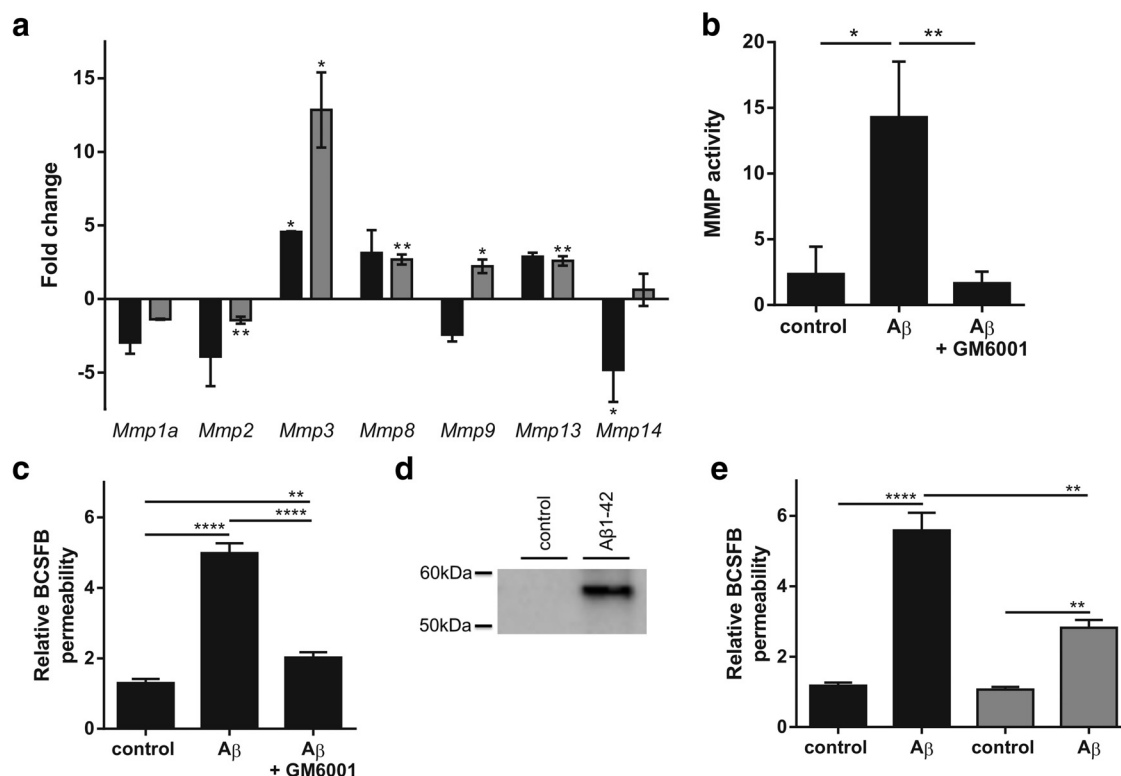 a
Fold change
15
10
5
0
-5
*
*
**
**
*
**
*
Mmp1a Mmp2 Mmp3 Mmp8 Mmp9 Mmp13 Mmp14
b
MMP activity
20
15
10
5
0
* **
control Aβ Aβ
+ GM6001
c
Relative BCSFB
permeability
6
4
2
0
**
**** ****
control Aβ Aβ
+ GM6001
d
control Aβ1-42
60kDa
50kDa
e
Relative BCSFB
permeability
6
4
2
0
**** **
**
control Aβ control Aβ